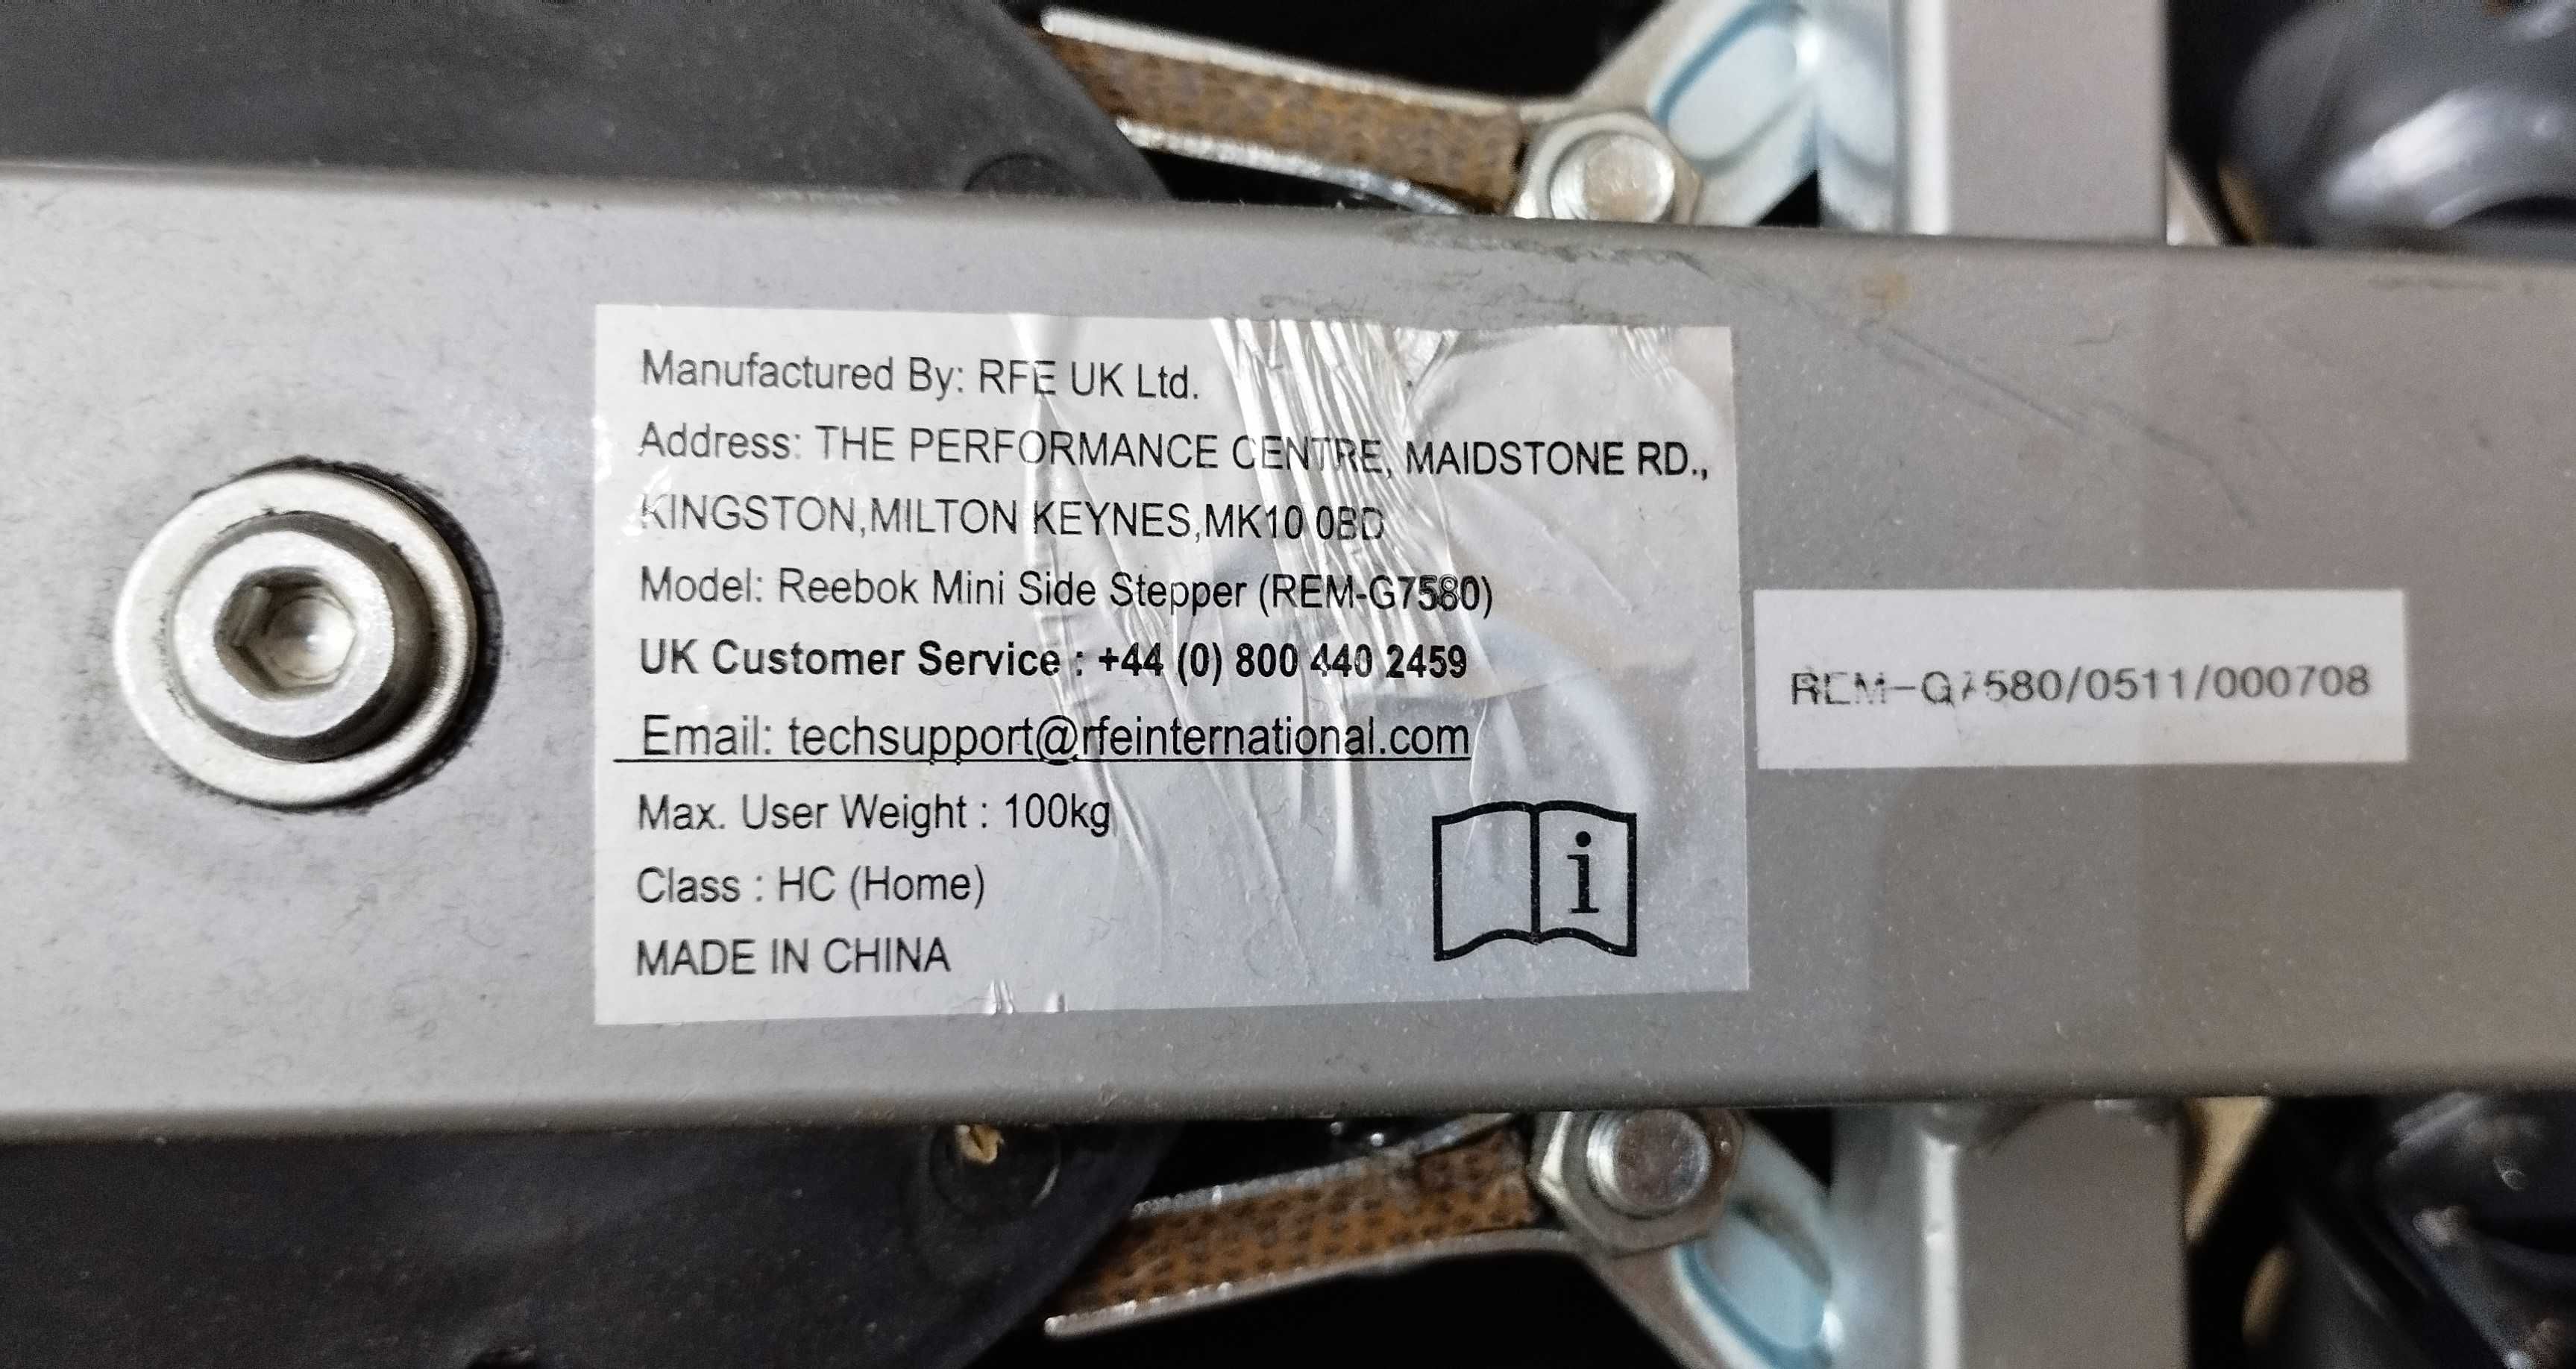 Manufactured By: RFE UK Ltd.
Address: THE PERFORMANCE CENTRE, MAIDSTONE RD.,
KINGSTON,MILTON KEYNES,MK10 0BD
Model: Reebok Mini Side Stepper (REM-G7580)
UK Customer Service : +44 (0) 800 440 2459
Email: techsupport@rfeinternational.com
Max. User Weight : 100kg
Class : HC (Home)
MADE IN CHINA
i
REM-G7580/0511/000708